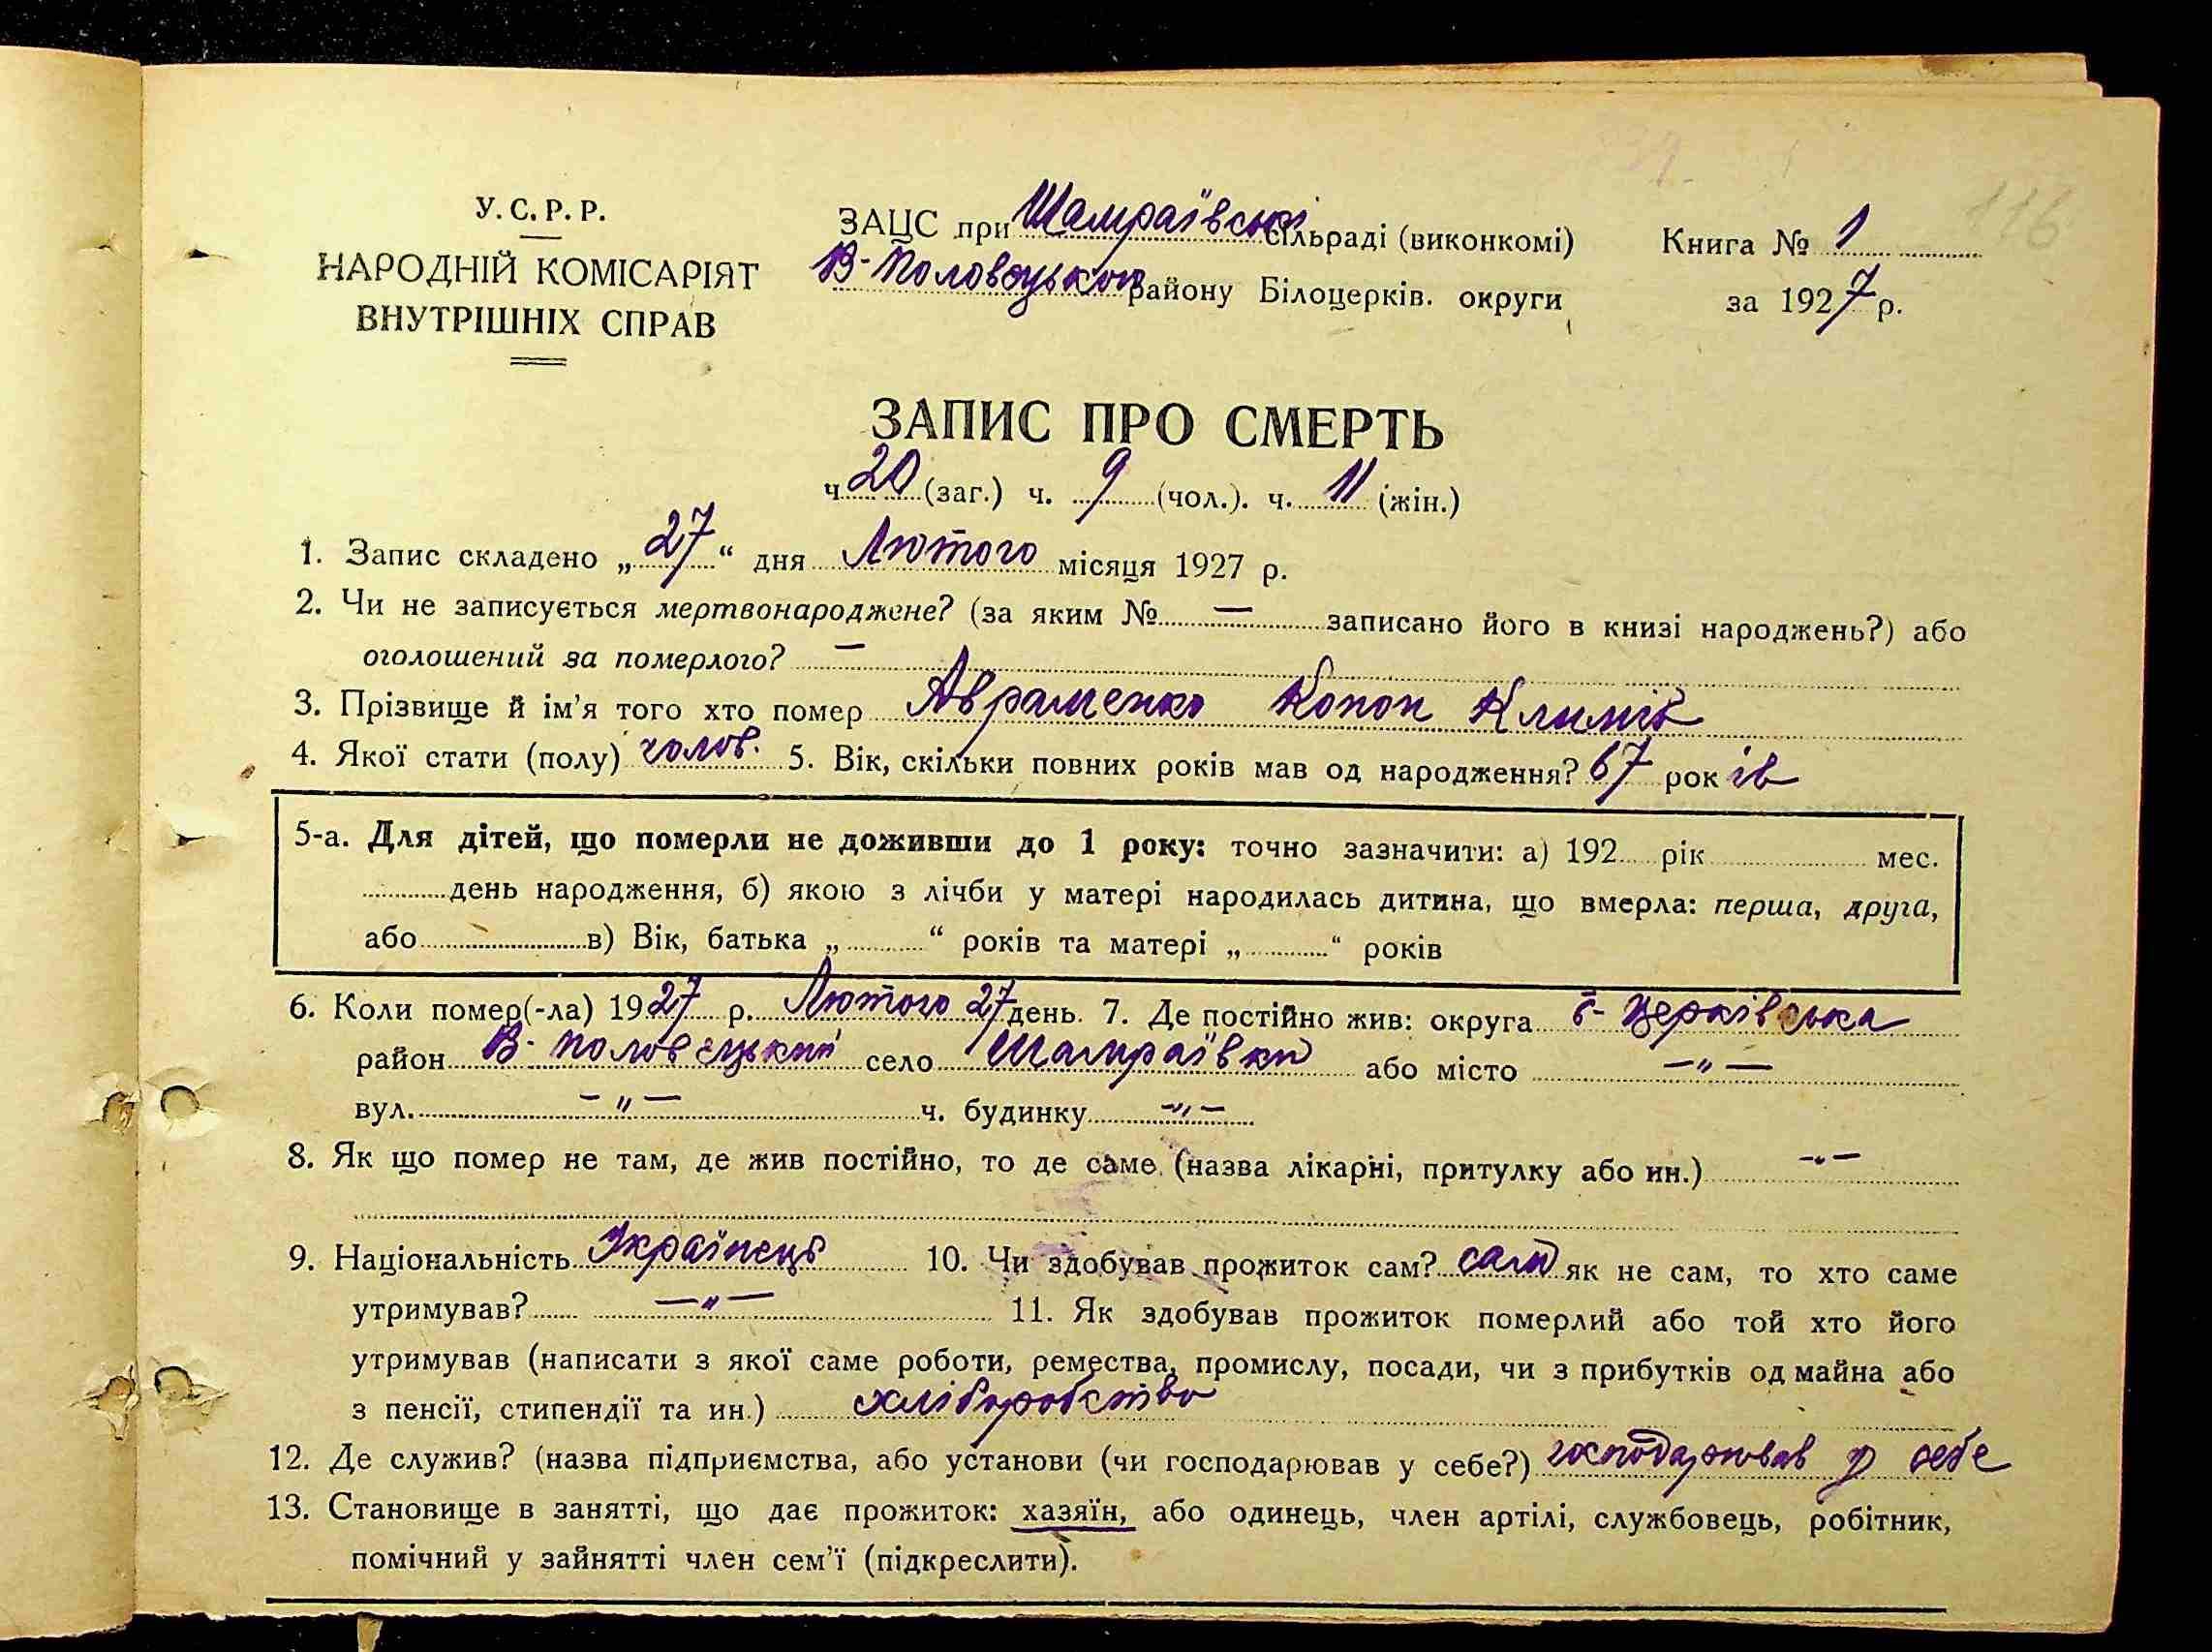 116
У. С. Р. Р.
НАРОДНІЙ КОМІСАРІЯТ
ВНУТРІШНІХ СПРАВ
ЗАЦС при Шамраївські сільраді (виконкомі)
В-Половецького району Білоцерків. округи
Книга № 1
за 1927 р.
ЗАПИС ПРО СМЕРТЬ
ч. 20 (заг.) ч. 9 (чол.). ч. 11 (жін.)
1. Запис складено „27“ дня Лютого місяця 1927 р.
2. Чи не записується мертвонароджене? (за яким № — записано його в книзі народжень?) або
оголошений за померлого? —
3. Прізвище й ім’я того хто помер Авраменко Конон Климів
4. Якої стати (полу) чолов. 5. Вік, скільки повних років мав од народження? 67 років
5-а. Для дітей, що померли не доживши до 1 року: точно зазначити: а) 192 рік мес.
день народження, б) якою з лічби у матері народилась дитина, що вмерла: перша, друга,
або в) Вік, батька „ “ років та матері „ “ років
6. Коли помер(-ла) 1927 р. Лютого 27 день. 7. Де постійно жив: округа б-Церківська
район В-половецький село Шамраївки або місто —„—
вул. —„— ч. будинку —„—
8. Як що помер не там, де жив постійно, то де саме (назва лікарні, притулку або ин.) —„—
9. Національність Українець 10. Чи здобував прожиток сам? сам як не сам, то хто саме
утримував? —„— 11. Як здобував прожиток померлий або той хто його
утримував (написати з якої саме роботи, ремества, промислу, посади, чи з прибутків од майна або
з пенсії, стипендії та ин.) хліборобство
12. Де служив? (назва підприємства, або установи (чи господарював у себе?) господарював у себе
13. Становище в занятті, що дає прожиток: хазяїн, або одинець, член артілі, службовець, робітник,
помічний у зайнятті член сем’ї (підкреслити).